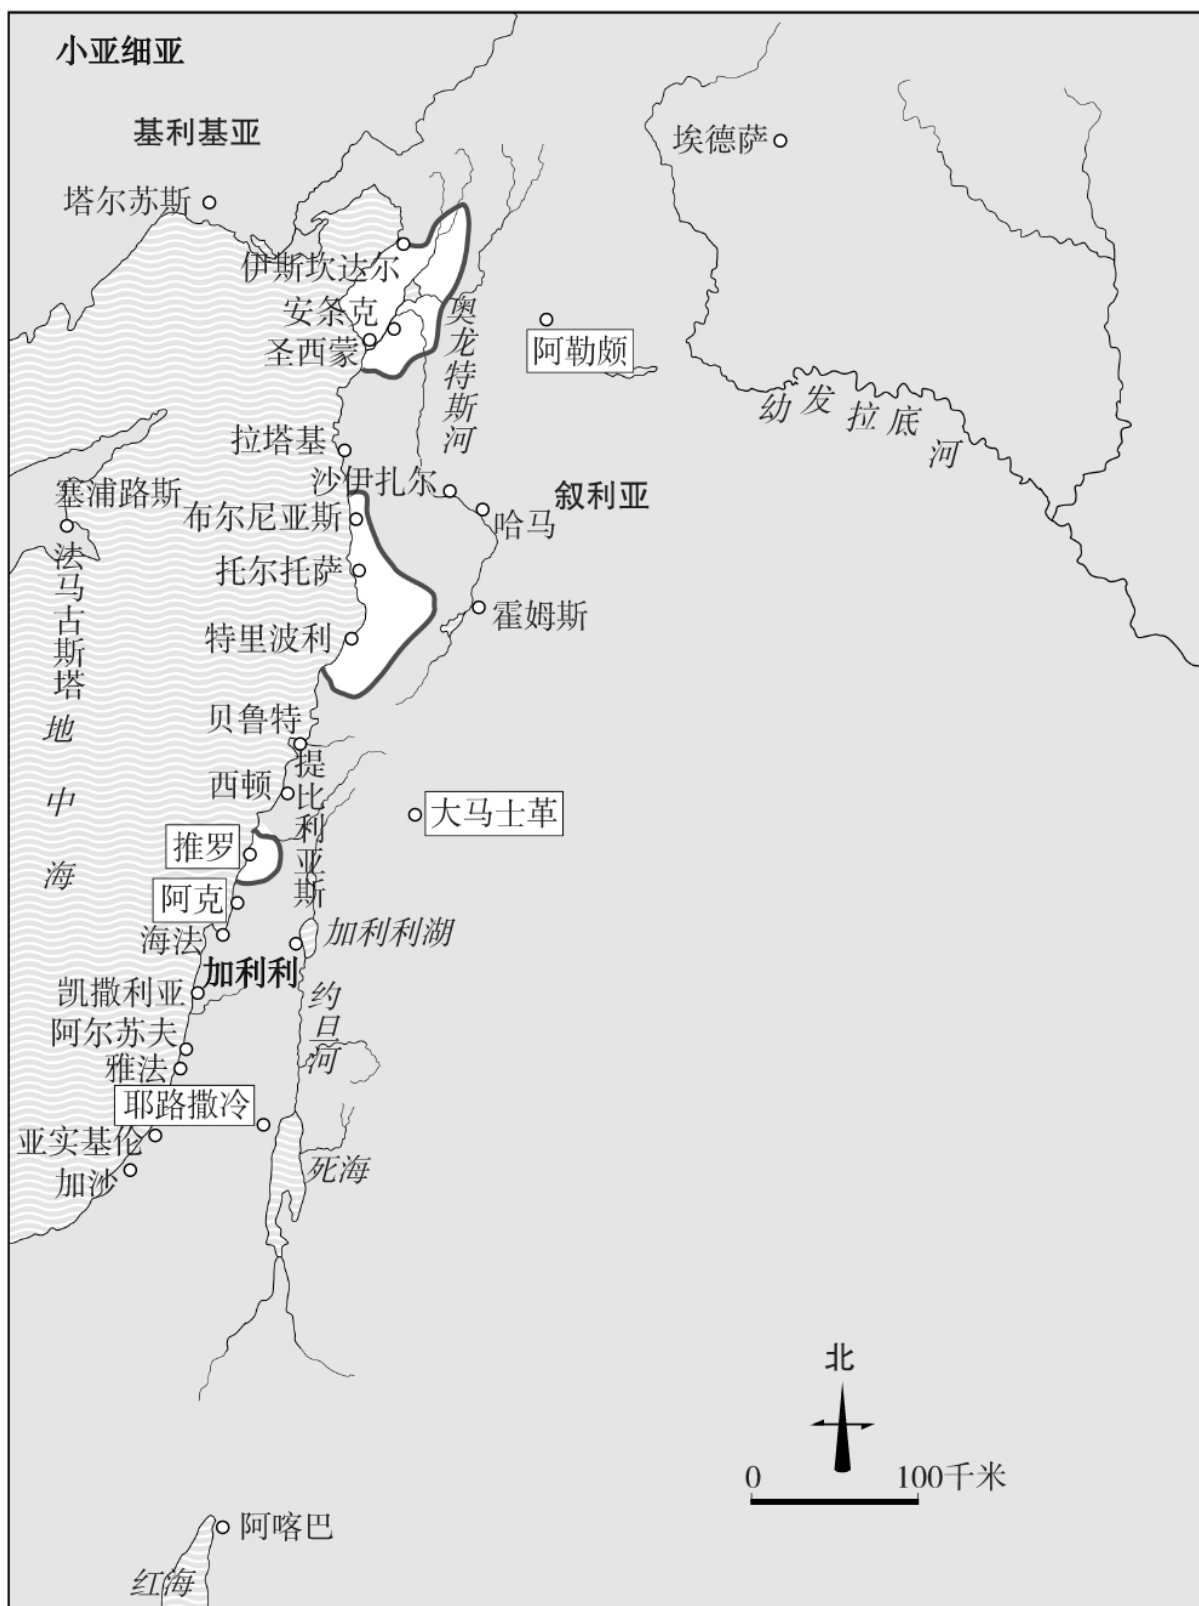 小亚细亚
基利基亚
埃德萨
塔尔苏斯
伊斯坎达尔
安条克
圣西蒙
奥龙特斯河
阿勒颇
幼发拉底河
拉塔基
沙伊扎尔
叙利亚
塞浦路斯
布尔尼亚斯
哈马
法马古斯塔
托尔托萨
霍姆斯
特里波利
地中海
贝鲁特
提比利亚斯
西顿
大马士革
推罗
阿克
海法
加利利湖
加利利
凯撒利亚
约旦河
阿尔苏夫
雅法
耶路撒冷
亚实基伦
死海
加沙
北
0 100千米
阿喀巴
红海